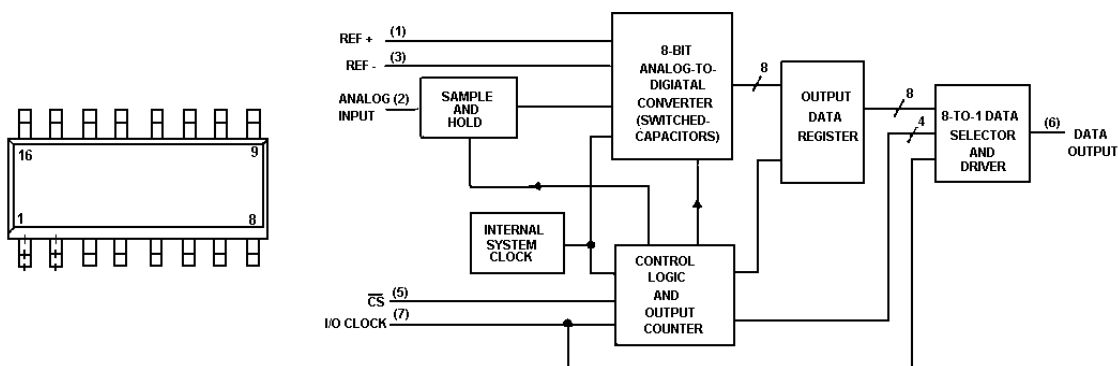 16
9
1
8
REF + (1)
REF - (3)
ANALOG (2)
INPUT
SAMPLE
AND
HOLD
8-BIT
ANALOG-TO-
DIGIATAL
CONVERTER
(SWITCHED-
CAPACITORS)
8
OUTPUT
DATA
REGISTER
8
4
8-TO-1 DATA
SELECTOR
AND
DRIVER
(6)
DATA
OUTPUT
INTERNAL
SYSTEM
CLOCK
CONTROL
LOGIC
AND
OUTPUT
COUNTER
CS (5)
I/O CLOCK (7)